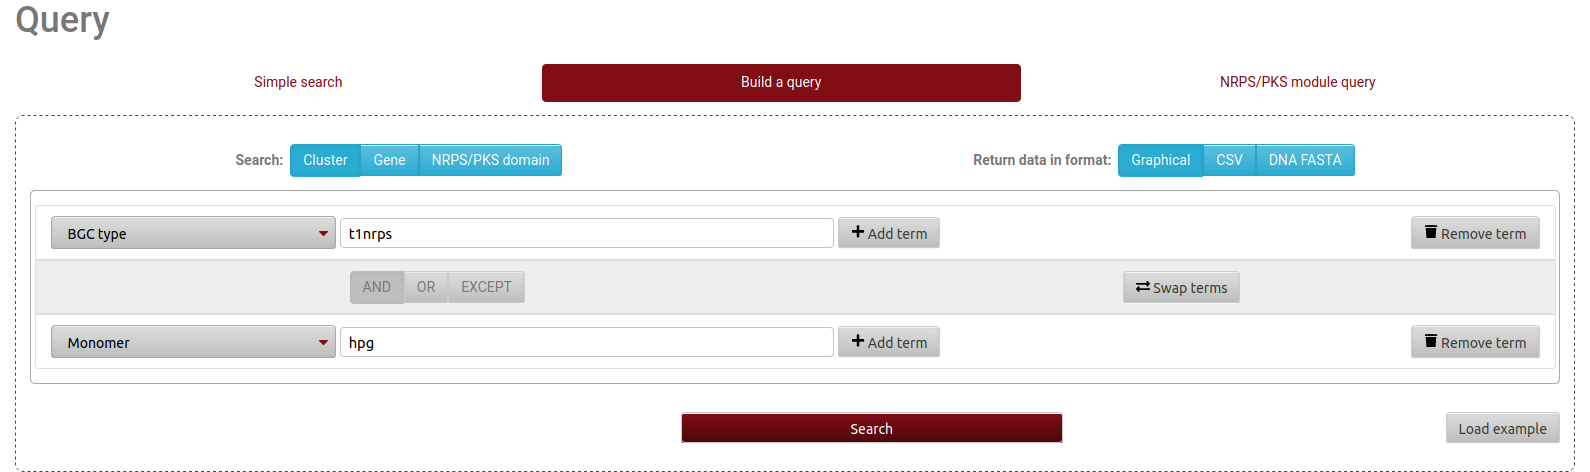 Query
Simple search Build a query NRPS/PKS module query
Search: Cluster Gene NRPS/PKS domain Return data in format: Graphical CSV DNA FASTA
BGC type t1nrps Add term Remove term
AND OR EXCEPT Swap terms
Monomer hpg Add term Remove term
Search Load example